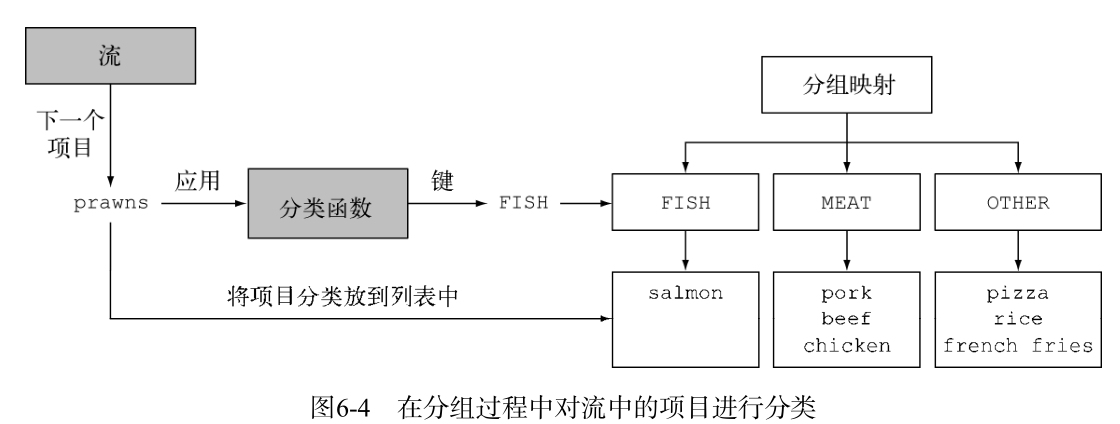 流
分组映射
下一个
项目
prawns
应用
分类函数
键
FISH
FISH
MEAT
OTHER
将项目分类放到列表中
salmon
pork
beef
chicken
pizza
rice
french fries
图6-4 在分组过程中对流中的项目进行分类